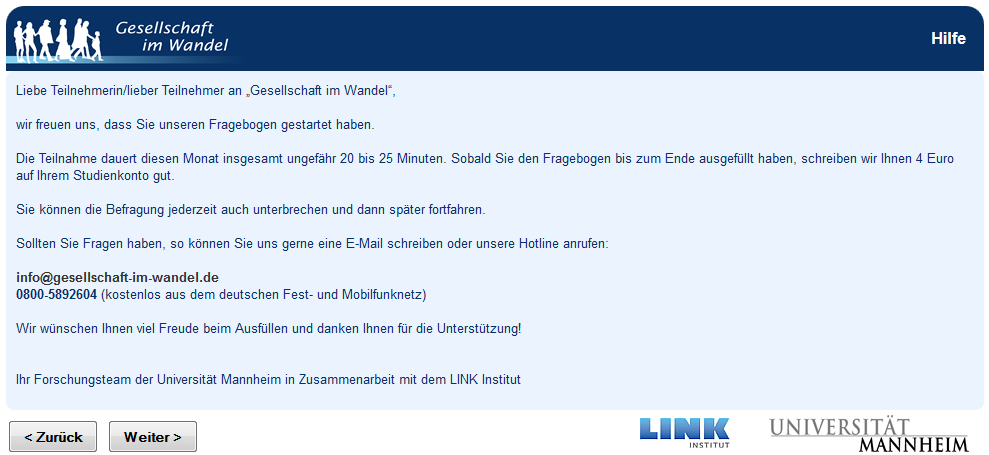 Gesellschaft
im Wandel
Hilfe
Liebe Teilnehmerin/lieber Teilnehmer an „Gesellschaft im Wandel“,
wir freuen uns, dass Sie unseren Fragebogen gestartet haben.
Die Teilnahme dauert diesen Monat insgesamt ungefähr 20 bis 25 Minuten. Sobald Sie den Fragebogen bis zum Ende ausgefüllt haben, schreiben wir Ihnen 4 Euro
auf Ihrem Studienkonto gut.
Sie können die Befragung jederzeit auch unterbrechen und dann später fortfahren.
Sollten Sie Fragen haben, so können Sie uns gerne eine E-Mail schreiben oder unsere Hotline anrufen:
info@gesellschaft-im-wandel.de
0800-5892604 (kostenlos aus dem deutschen Fest- und Mobilfunknetz)
Wir wünschen Ihnen viel Freude beim Ausfüllen und danken Ihnen für die Unterstützung!
Ihr Forschungsteam der Universität Mannheim in Zusammenarbeit mit dem LINK Institut
< Zurück
Weiter >
LINK
INSTITUT
UNIVERSITÄT
MANNHEIM